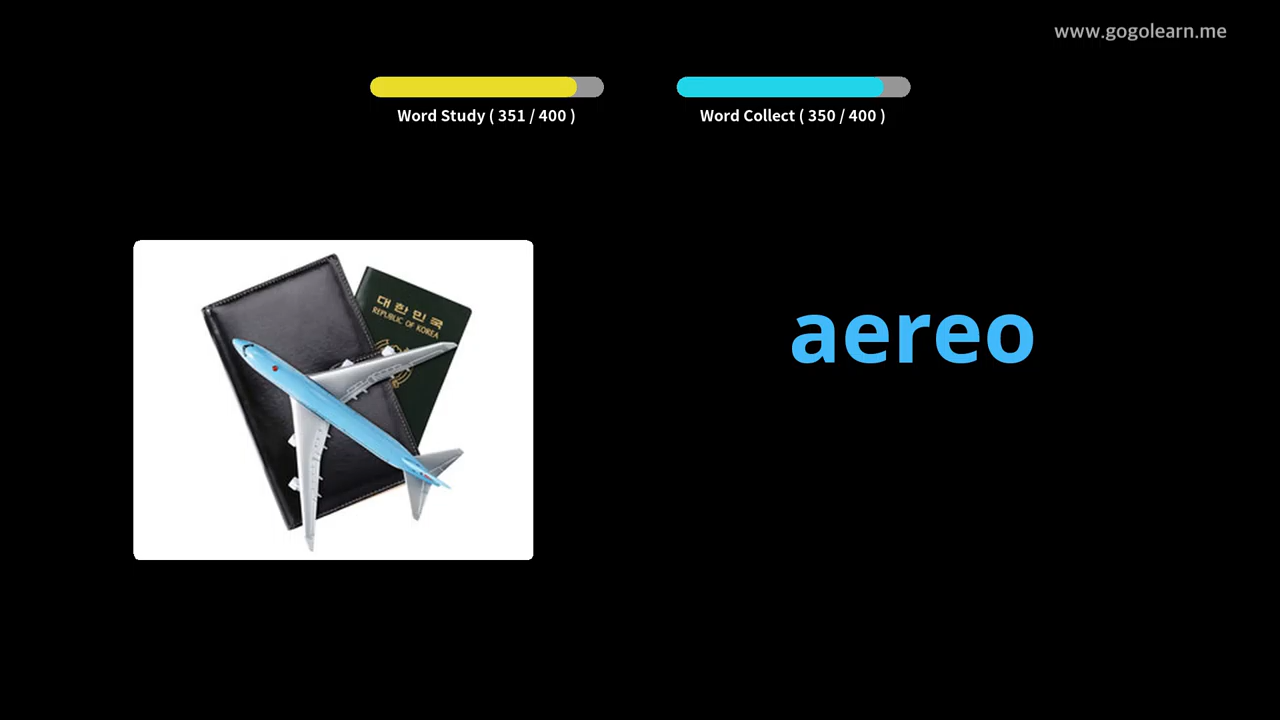 www.gogolearn.me
Word Study ( 351 / 400 )
Word Collect ( 350 / 400 )
대한민국
REPUBLIC OF KOREA
aereo